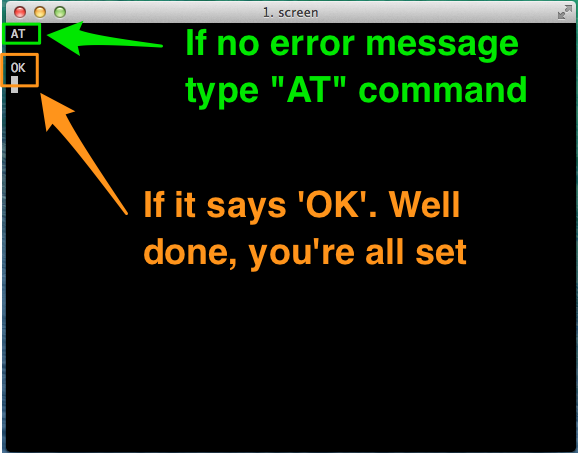 1. screen
AT
If no error message
type "AT" command
OK
If it says 'OK'. Well
done, you're all set